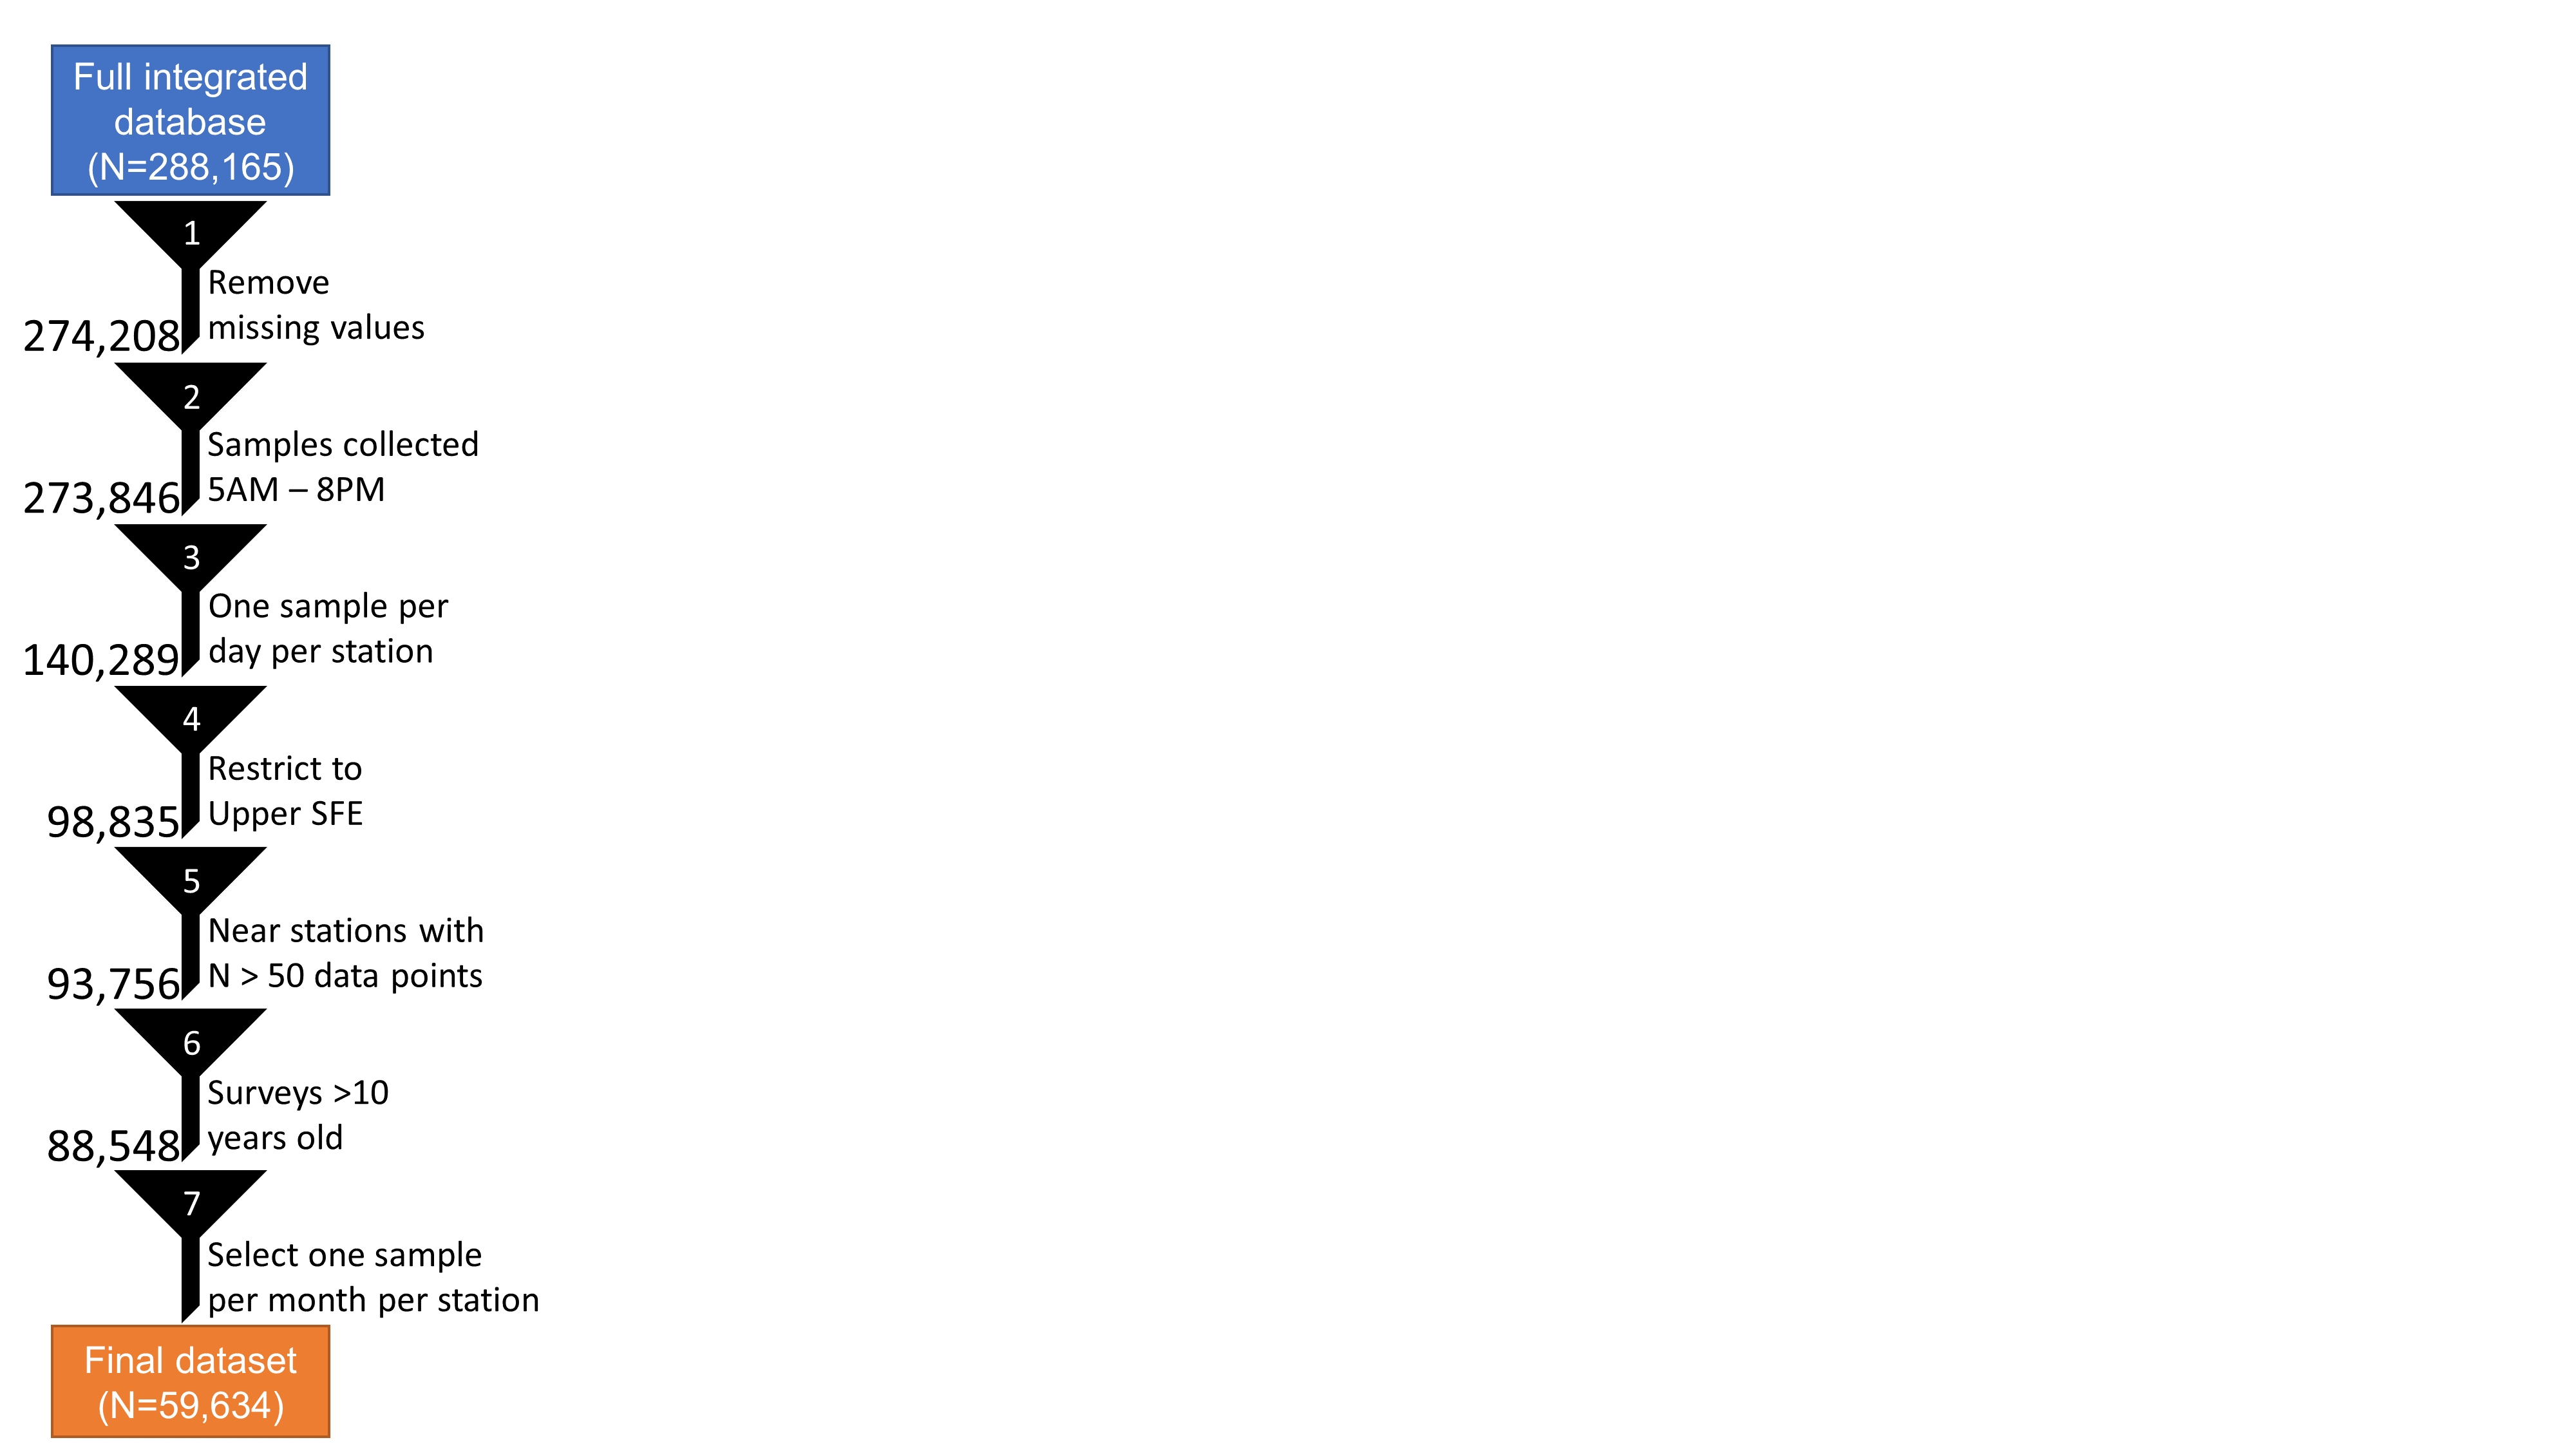 Full integrated
database
(N=288,165)
1
Remove
missing values
274,208
2
Samples collected
5AM – 8PM
273,846
3
One sample per
day per station
140,289
4
Restrict to
Upper SFE
98,835
5
Near stations with
N > 50 data points
93,756
6
Surveys >10
years old
88,548
7
Select one sample
per month per station
Final dataset
(N=59,634)